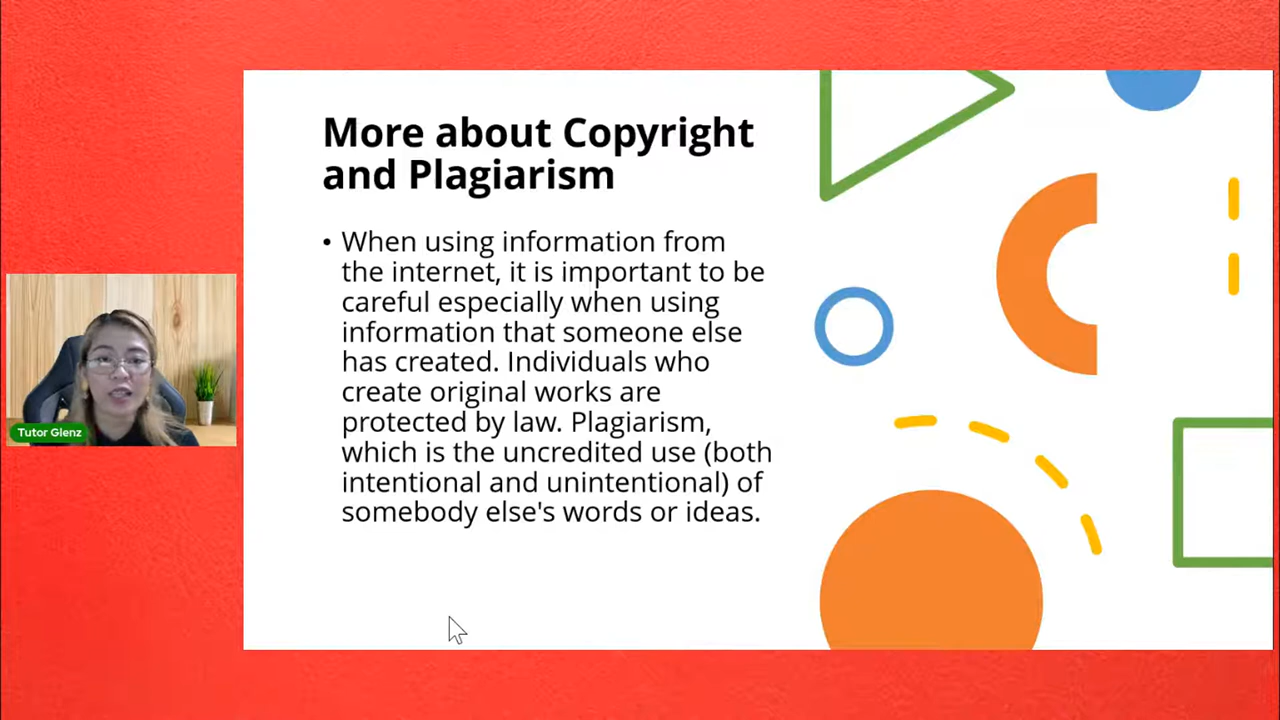 More about Copyright
and Plagiarism
• When using information from
the internet, it is important to be
careful especially when using
information that someone else
has created. Individuals who
create original works are
protected by law. Plagiarism,
which is the uncredited use (both
intentional and unintentional) of
somebody else's words or ideas.
Tutor Glenz